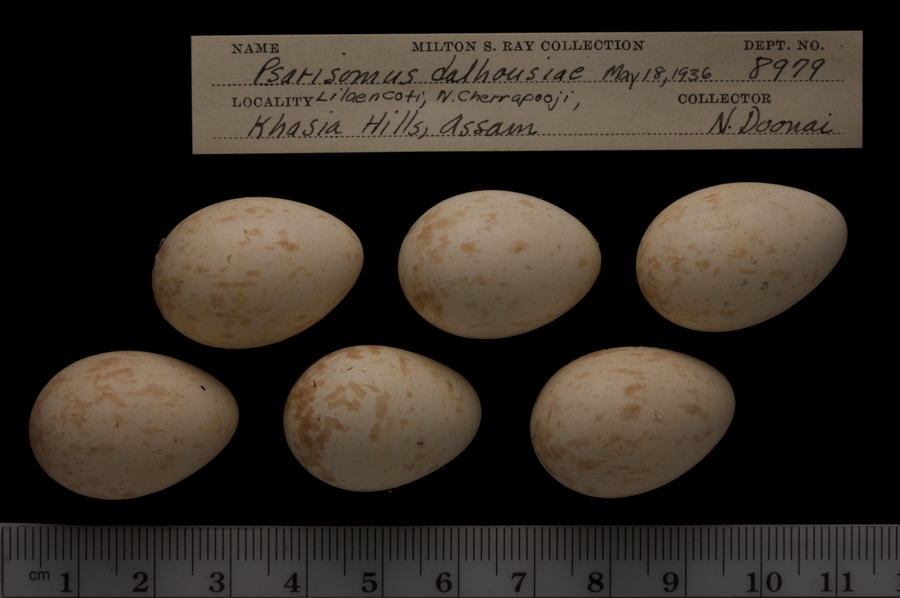 NAME MILTON S. RAY COLLECTION DEPT. NO.
Psarisomus dalhousiae May 18, 1936 8979
LOCALITY Lilaencoti, N. Cherrapooji, COLLECTOR
Khasia Hills, Assam N. Doonai
cm 1 2 3 4 5 6 7 8 9 10 11